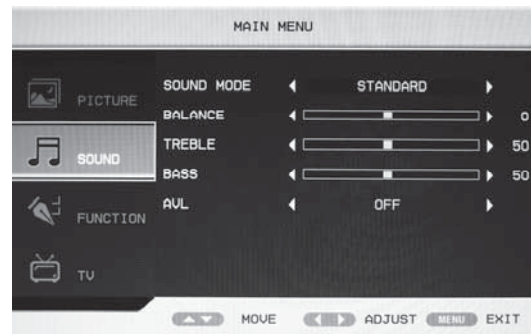 MAIN MENU
PICTURE
SOUND
FUNCTION
TV
SOUND MODE STANDARD
BALANCE 0
TREBLE 50
BASS 50
AVL OFF
MOVE ADJUST MENU EXIT